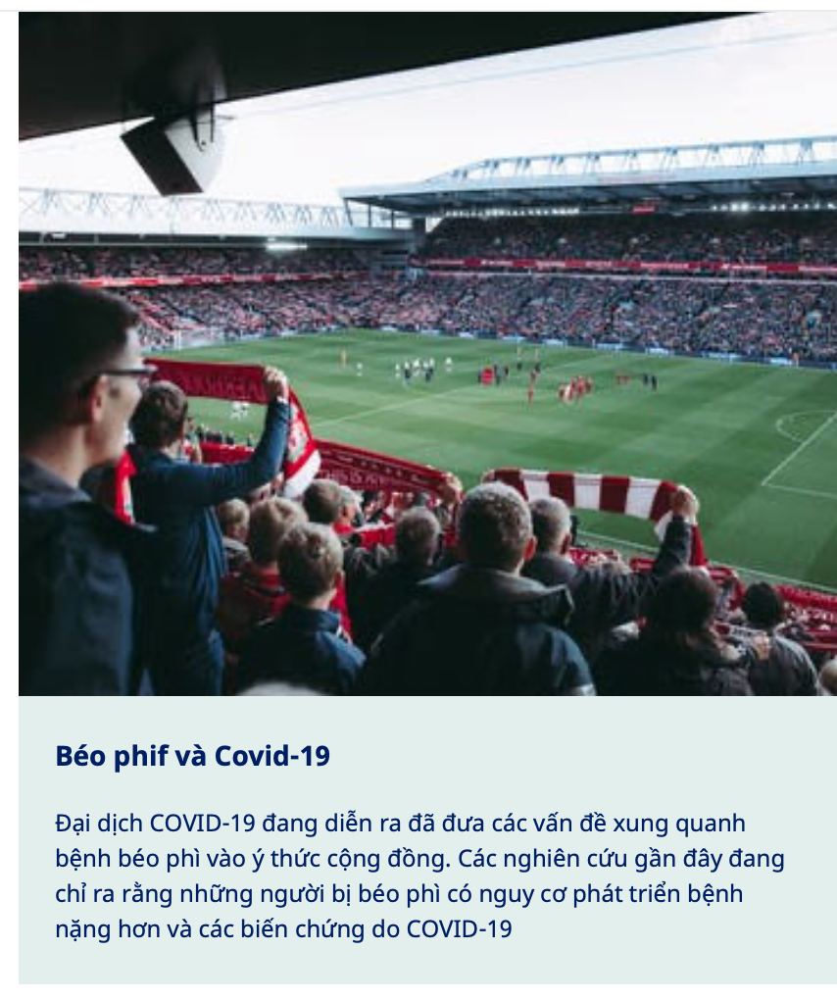 Béo phif và Covid-19
Đại dịch COVID-19 đang diễn ra đã đưa các vấn đề xung quanh
bệnh béo phì vào ý thức cộng đồng. Các nghiên cứu gần đây đang
chỉ ra rằng những người bị béo phì có nguy cơ phát triển bệnh
nặng hơn và các biến chứng do COVID-19